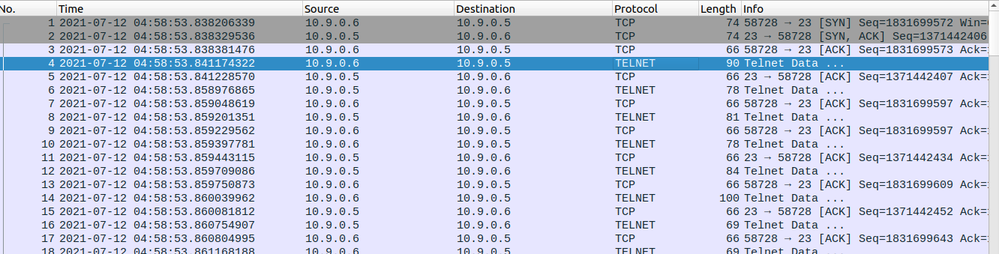 No. Time Source Destination Protocol Length Info
1 2021-07-12 04:58:53.838206339 10.9.0.6 10.9.0.5 TCP 74 58728 → 23 [SYN] Seq=1831699572 Win=
2 2021-07-12 04:58:53.838329536 10.9.0.5 10.9.0.6 TCP 74 23 → 58728 [SYN, ACK] Seq=1371442406
3 2021-07-12 04:58:53.838381476 10.9.0.6 10.9.0.5 TCP 66 58728 → 23 [ACK] Seq=1831699573 Ack=
4 2021-07-12 04:58:53.841174322 10.9.0.6 10.9.0.5 TELNET 90 Telnet Data ...
5 2021-07-12 04:58:53.841228570 10.9.0.5 10.9.0.6 TCP 66 23 → 58728 [ACK] Seq=1371442407 Ack=
6 2021-07-12 04:58:53.858976865 10.9.0.5 10.9.0.6 TELNET 78 Telnet Data ...
7 2021-07-12 04:58:53.859048619 10.9.0.6 10.9.0.5 TCP 66 58728 → 23 [ACK] Seq=1831699597 Ack=
8 2021-07-12 04:58:53.859201351 10.9.0.5 10.9.0.6 TELNET 81 Telnet Data ...
9 2021-07-12 04:58:53.859229562 10.9.0.6 10.9.0.5 TCP 66 58728 → 23 [ACK] Seq=1831699597 Ack=
10 2021-07-12 04:58:53.859397781 10.9.0.6 10.9.0.5 TELNET 78 Telnet Data ...
11 2021-07-12 04:58:53.859443115 10.9.0.5 10.9.0.6 TCP 66 23 → 58728 [ACK] Seq=1371442434 Ack=
12 2021-07-12 04:58:53.859709086 10.9.0.5 10.9.0.6 TELNET 84 Telnet Data ...
13 2021-07-12 04:58:53.859750873 10.9.0.6 10.9.0.5 TCP 66 58728 → 23 [ACK] Seq=1831699609 Ack=
14 2021-07-12 04:58:53.860039962 10.9.0.6 10.9.0.5 TELNET 100 Telnet Data ...
15 2021-07-12 04:58:53.860081812 10.9.0.5 10.9.0.6 TCP 66 23 → 58728 [ACK] Seq=1371442452 Ack=
16 2021-07-12 04:58:53.860754907 10.9.0.5 10.9.0.6 TELNET 69 Telnet Data ...
17 2021-07-12 04:58:53.860804995 10.9.0.6 10.9.0.5 TCP 66 58728 → 23 [ACK] Seq=1831699643 Ack=
18 2021-07-12 04:58:53.861168188 10.9.0.6 10.9.0.5 TELNET 69 Telnet Data ...